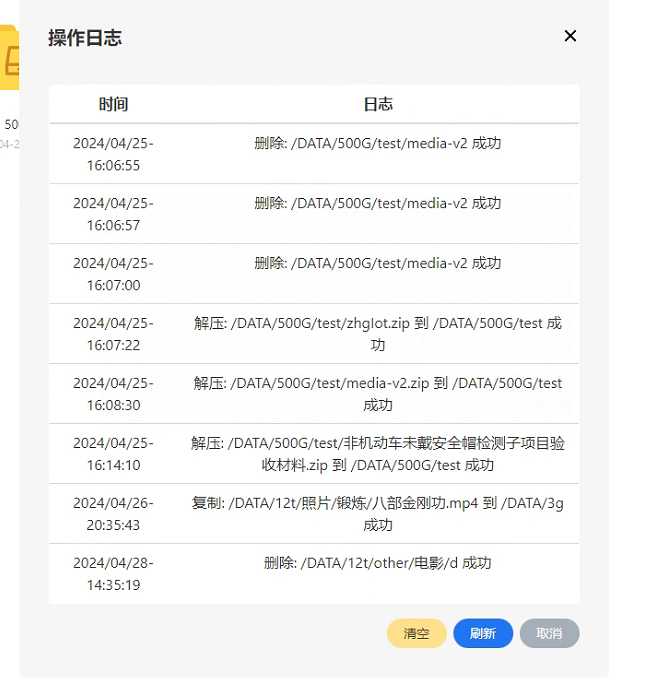 操作日志
500
04-2
时间 日志
2024/04/25-
16:06:55
删除: /DATA/500G/test/media-v2 成功
2024/04/25-
16:06:57
删除: /DATA/500G/test/media-v2 成功
2024/04/25-
16:07:00
删除: /DATA/500G/test/media-v2 成功
2024/04/25-
16:07:22
解压: /DATA/500G/test/zhgIot.zip 到 /DATA/500G/test 成
功
2024/04/25-
16:08:30
解压: /DATA/500G/test/media-v2.zip 到 /DATA/500G/test
成功
2024/04/25-
16:14:10
解压: /DATA/500G/test/非机动车未戴安全帽检测子项目验
收材料.zip 到 /DATA/500G/test 成功
2024/04/26-
20:35:43
复制: /DATA/12t/照片/锻炼/八部金刚功.mp4 到 /DATA/3g
成功
2024/04/28-
14:35:19
删除: /DATA/12t/other/电影/d 成功
清空 刷新 取消